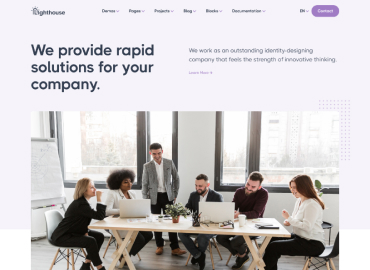 Lighthouse
Demos Pages Projects Blog Blocks Documentation EN Contact
We provide rapid
solutions for your
company.
We work as an outstanding identity-designing
company that feels the strength of innovative thinking.
Learn More